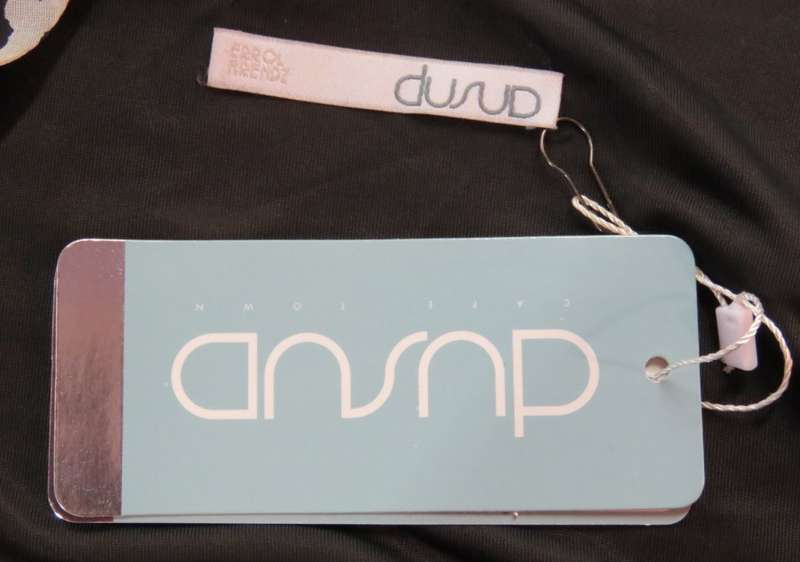 ERROL
ARENDZ
dusud
dusud
CAPE TOWN